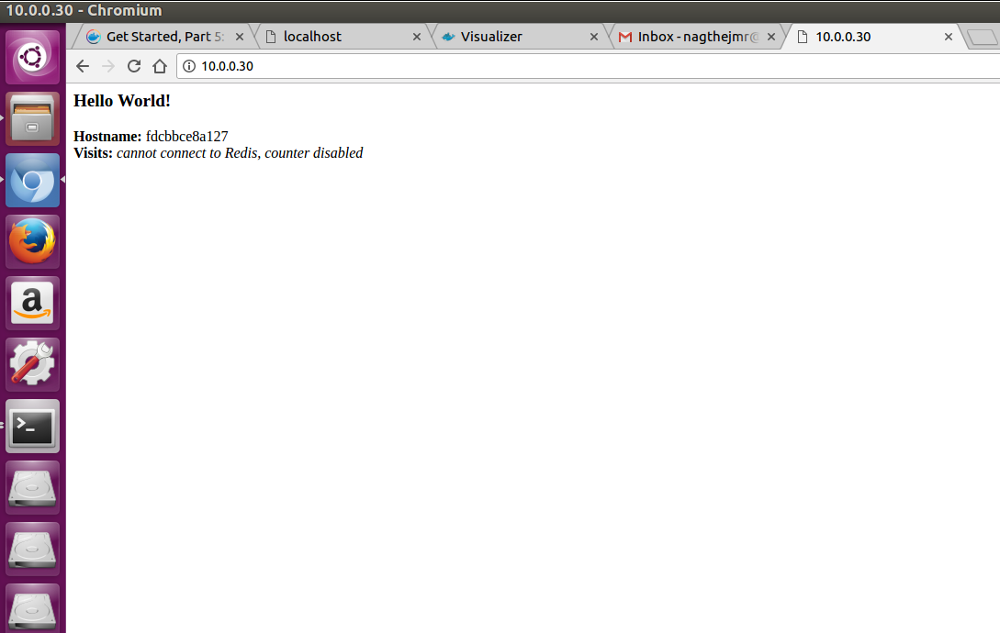 10.0.0.30 - Chromium
Get Started, Part 5:
localhost
Visualizer
Inbox - nagthejmr@
10.0.0.30
10.0.0.30
Hello World!
Hostname: fdcbbce8a127
Visits: cannot connect to Redis, counter disabled
a
>_